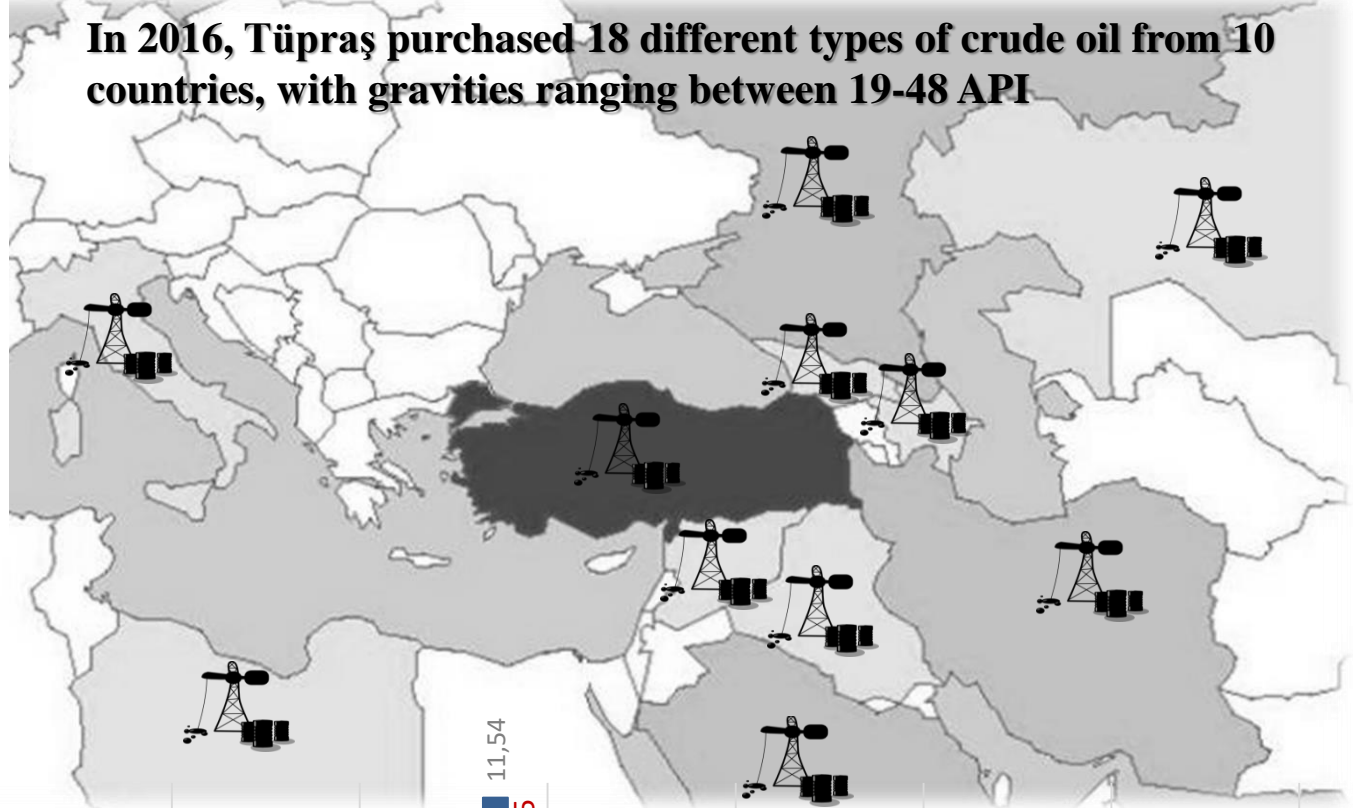 In 2016, Tüpraş purchased 18 different types of crude oil from 10
countries, with gravities ranging between 19-48 API
11,54